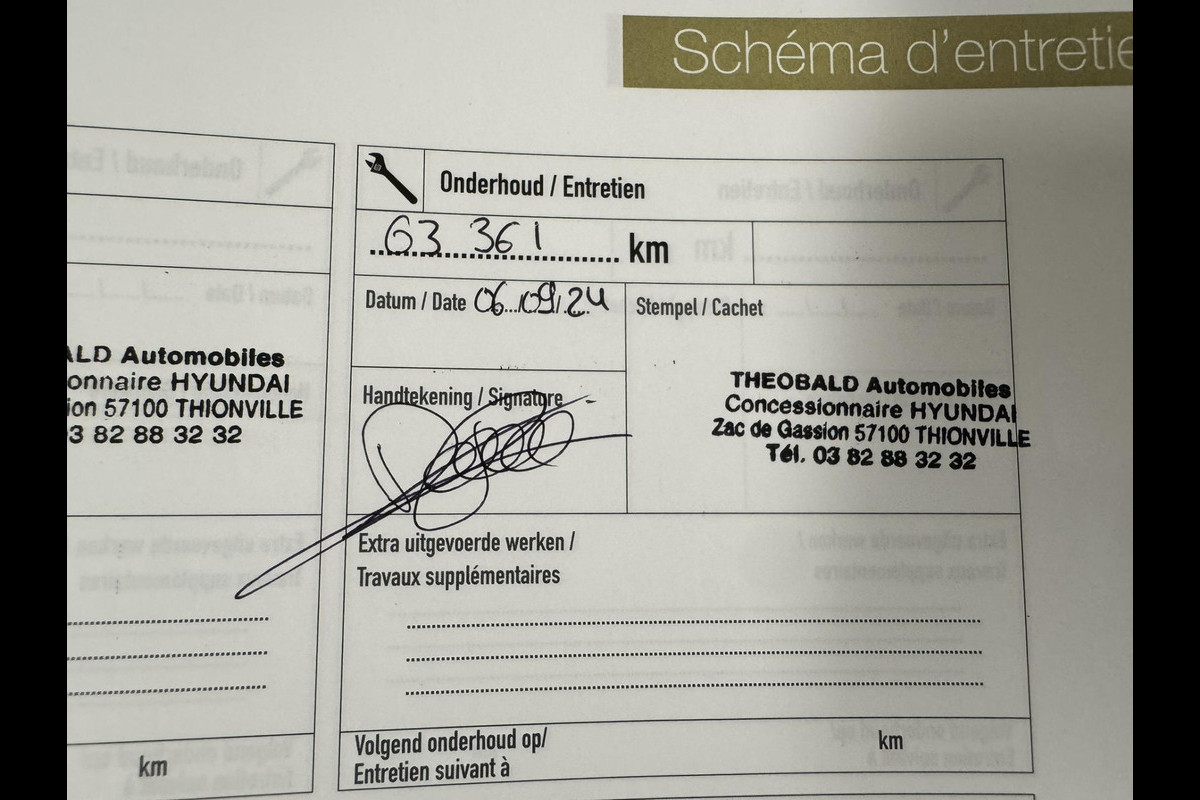 Schéma d'entretie
Onderhoud / Entretien
63 361 km
Datum / Date 06.09.24
Stempel / Cachet
ALD Automobiles
onnaire HYUNDAI
ion 57100 THIONVILLE
3 82 88 32 32
Handtekening / Signature
THEOBALD Automobiles
Concessionnaire HYUNDAI
Zac de Gassion 57100 THIONVILLE
Tél. 03 82 88 32 32
Extra uitgevoerde werken /
Travaux supplémentaires
Volgend onderhoud op/
Entretien suivant à
km
km